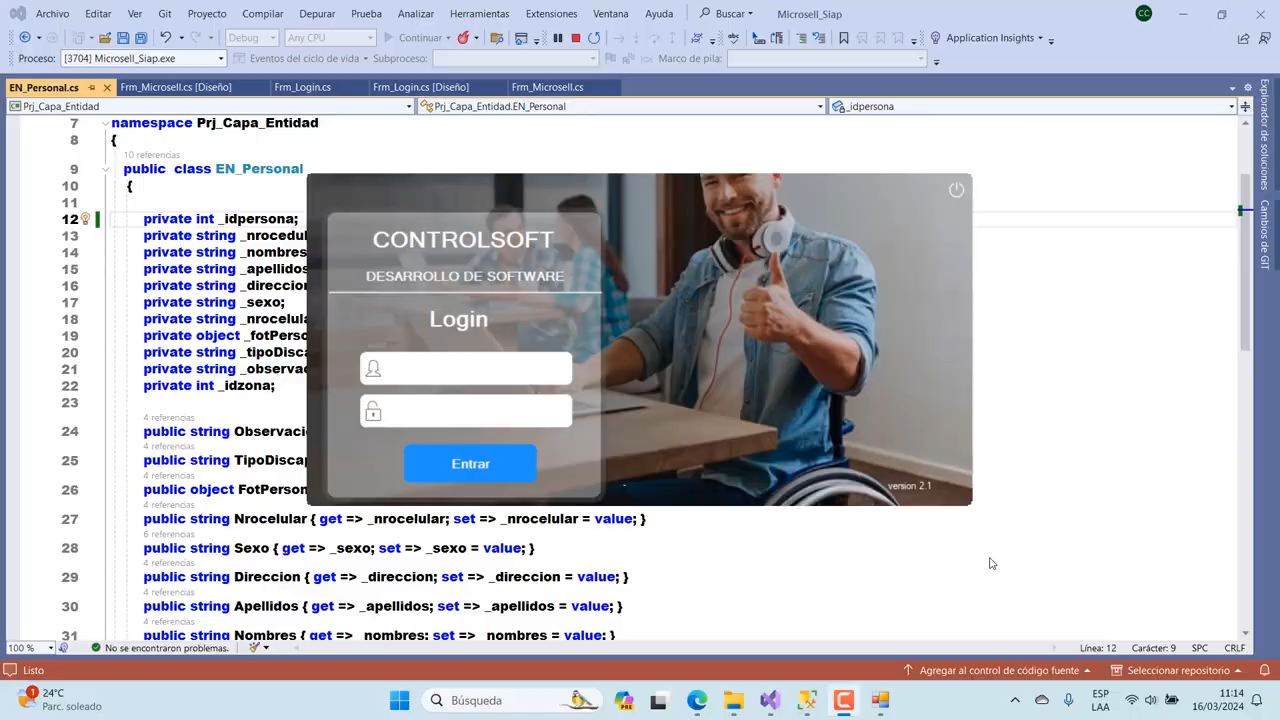 Archivo Editar Ver Git Proyecto Compilar Depurar Prueba Analizar Herramientas Extensiones Ventana Ayuda Buscar Microsell_Siap CC
Debug Any CPU Continuar Application Insights
Proceso: [3704] Microsell_Siap.exe Eventos del ciclo de vida Subproceso: Marco de pila:
EN_Personal.cs Frm_Microsell.cs [Diseño] Frm_Login.cs Frm_Login.cs [Diseño] Frm_Microsell.cs
Prj_Capa_Entidad Prj_Capa_Entidad.EN_Personal _idpersona
7 namespace Prj_Capa_Entidad
8 {
10 referencias
9 public class EN_Personal
10 {
11
12 private int _idpersona;
13 private string _nrocedul
14 private string _nombres
15 private string _apellidos
16 private string _direccion
17 private string _sexo;
18 private string _nrocelular
19 private object _fotPerso
20 private string _tipoDisca
21 private string _observac
22 private int _idzona;
23
4 referencias
24 public string Observaci
4 referencias
25 public string TipoDiscap
4 referencias
26 public object FotPerson
4 referencias
27 public string Nrocelular { get => _nrocelular; set => _nrocelular = value; }
6 referencias
28 public string Sexo { get => _sexo; set => _sexo = value; }
4 referencias
29 public string Direccion { get => _direccion; set => _direccion = value; }
4 referencias
30 public string Apellidos { get => _apellidos; set => _apellidos = value; }
4 referencias
31 public string Nombres { get => _nombres; set => _nombres = value; }
CONTROLSOFT
DESARROLLO DE SOFTWARE
Login
Entrar
version 2.1
Explorador de soluciones
Cambios de GIT
100 % No se encontraron problemas. Línea: 12 Carácter: 9 SPC CRLF
Listo Agregar al control de código fuente Seleccionar repositorio
1 24°C
Parc. soleado
Búsqueda
PRE
ESP
LAA
11:14
16/03/2024